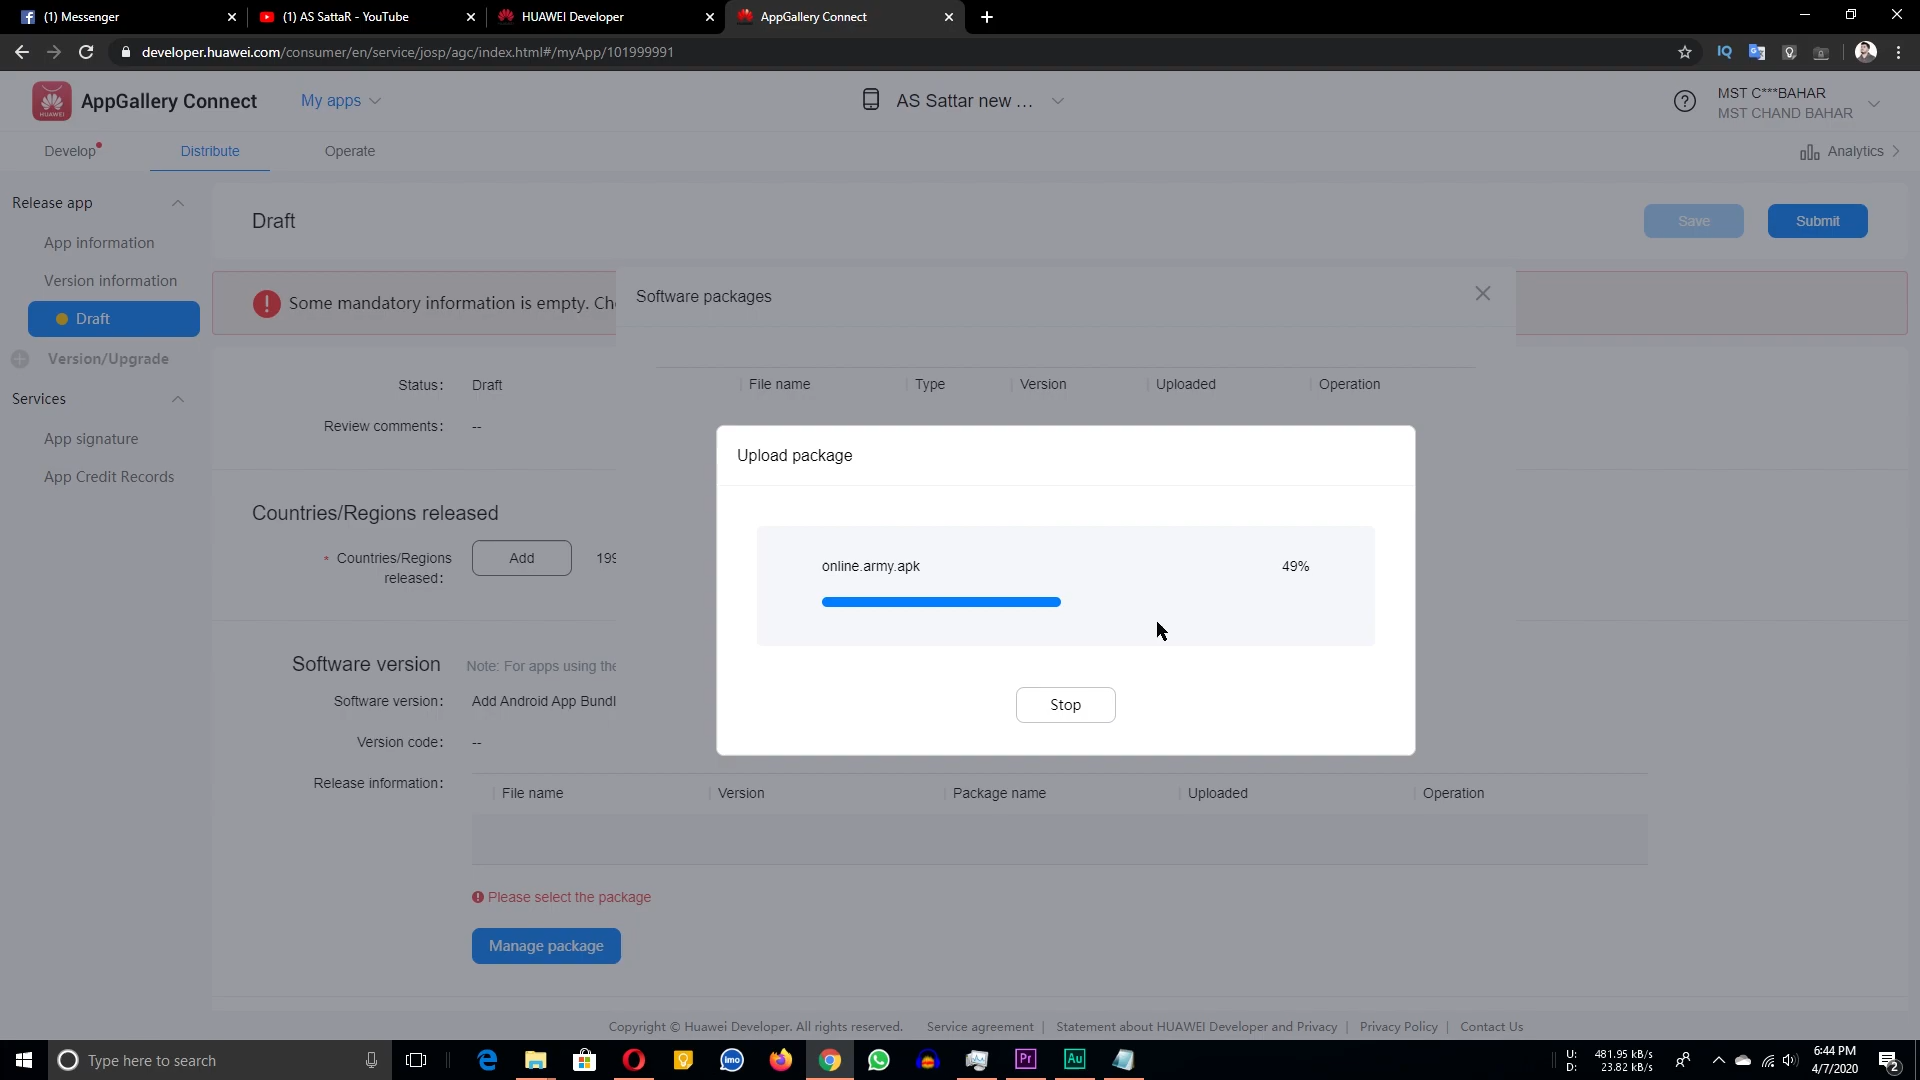 (1) Messenger
(1) AS SattaR - YouTube
HUAWEI Developer
AppGallery Connect
developer.huawei.com/consumer/en/service/josp/agc/index.html#/myApp/101999991
IQ
HUAWEI
AppGallery Connect
My apps
AS Sattar new ...
MST C***BAHAR
MST CHAND BAHAR
Develop
Distribute
Operate
Analytics
Release app
App information
Version information
Draft
Version/Upgrade
Services
App signature
App Credit Records
Draft
Save
Submit
Some mandatory information is empty.
Software packages
Status:
Draft
Review comments:
--
File name
Type
Version
Uploaded
Operation
Upload package
online.army.apk
49%
Stop
Countries/Regions released
* Countries/Regions
released:
Add
Software version
Note: For apps using
Software version:
Add Android App
Version code:
--
Release information:
File name
Version
Package name
Uploaded
Operation
Please select the package
Manage package
Copyright © Huawei Developer. All rights reserved.
Service agreement |
Statement about HUAWEI Developer and Privacy |
Privacy Policy |
Contact Us
Type here to search
imo
Pr
Au
U: 481.95 kB/s
D: 23.82 kB/s
6:44 PM
4/7/2020
2